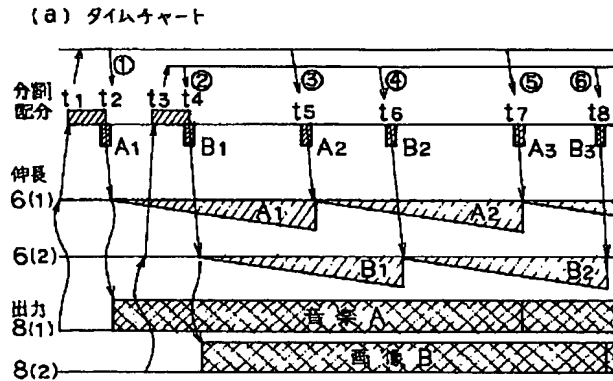 (a) タイムチャート
① ② ③ ④ ⑤ ⑥
分割 t1 t2 t3 t4 t5 t6 t7 t8
配分 A1 B1 A2 B2 A3 B3
伸長
6(1) A1 A2
6(2) B1 B2
出力
8(1) 音楽 A
8(2) 画像 B